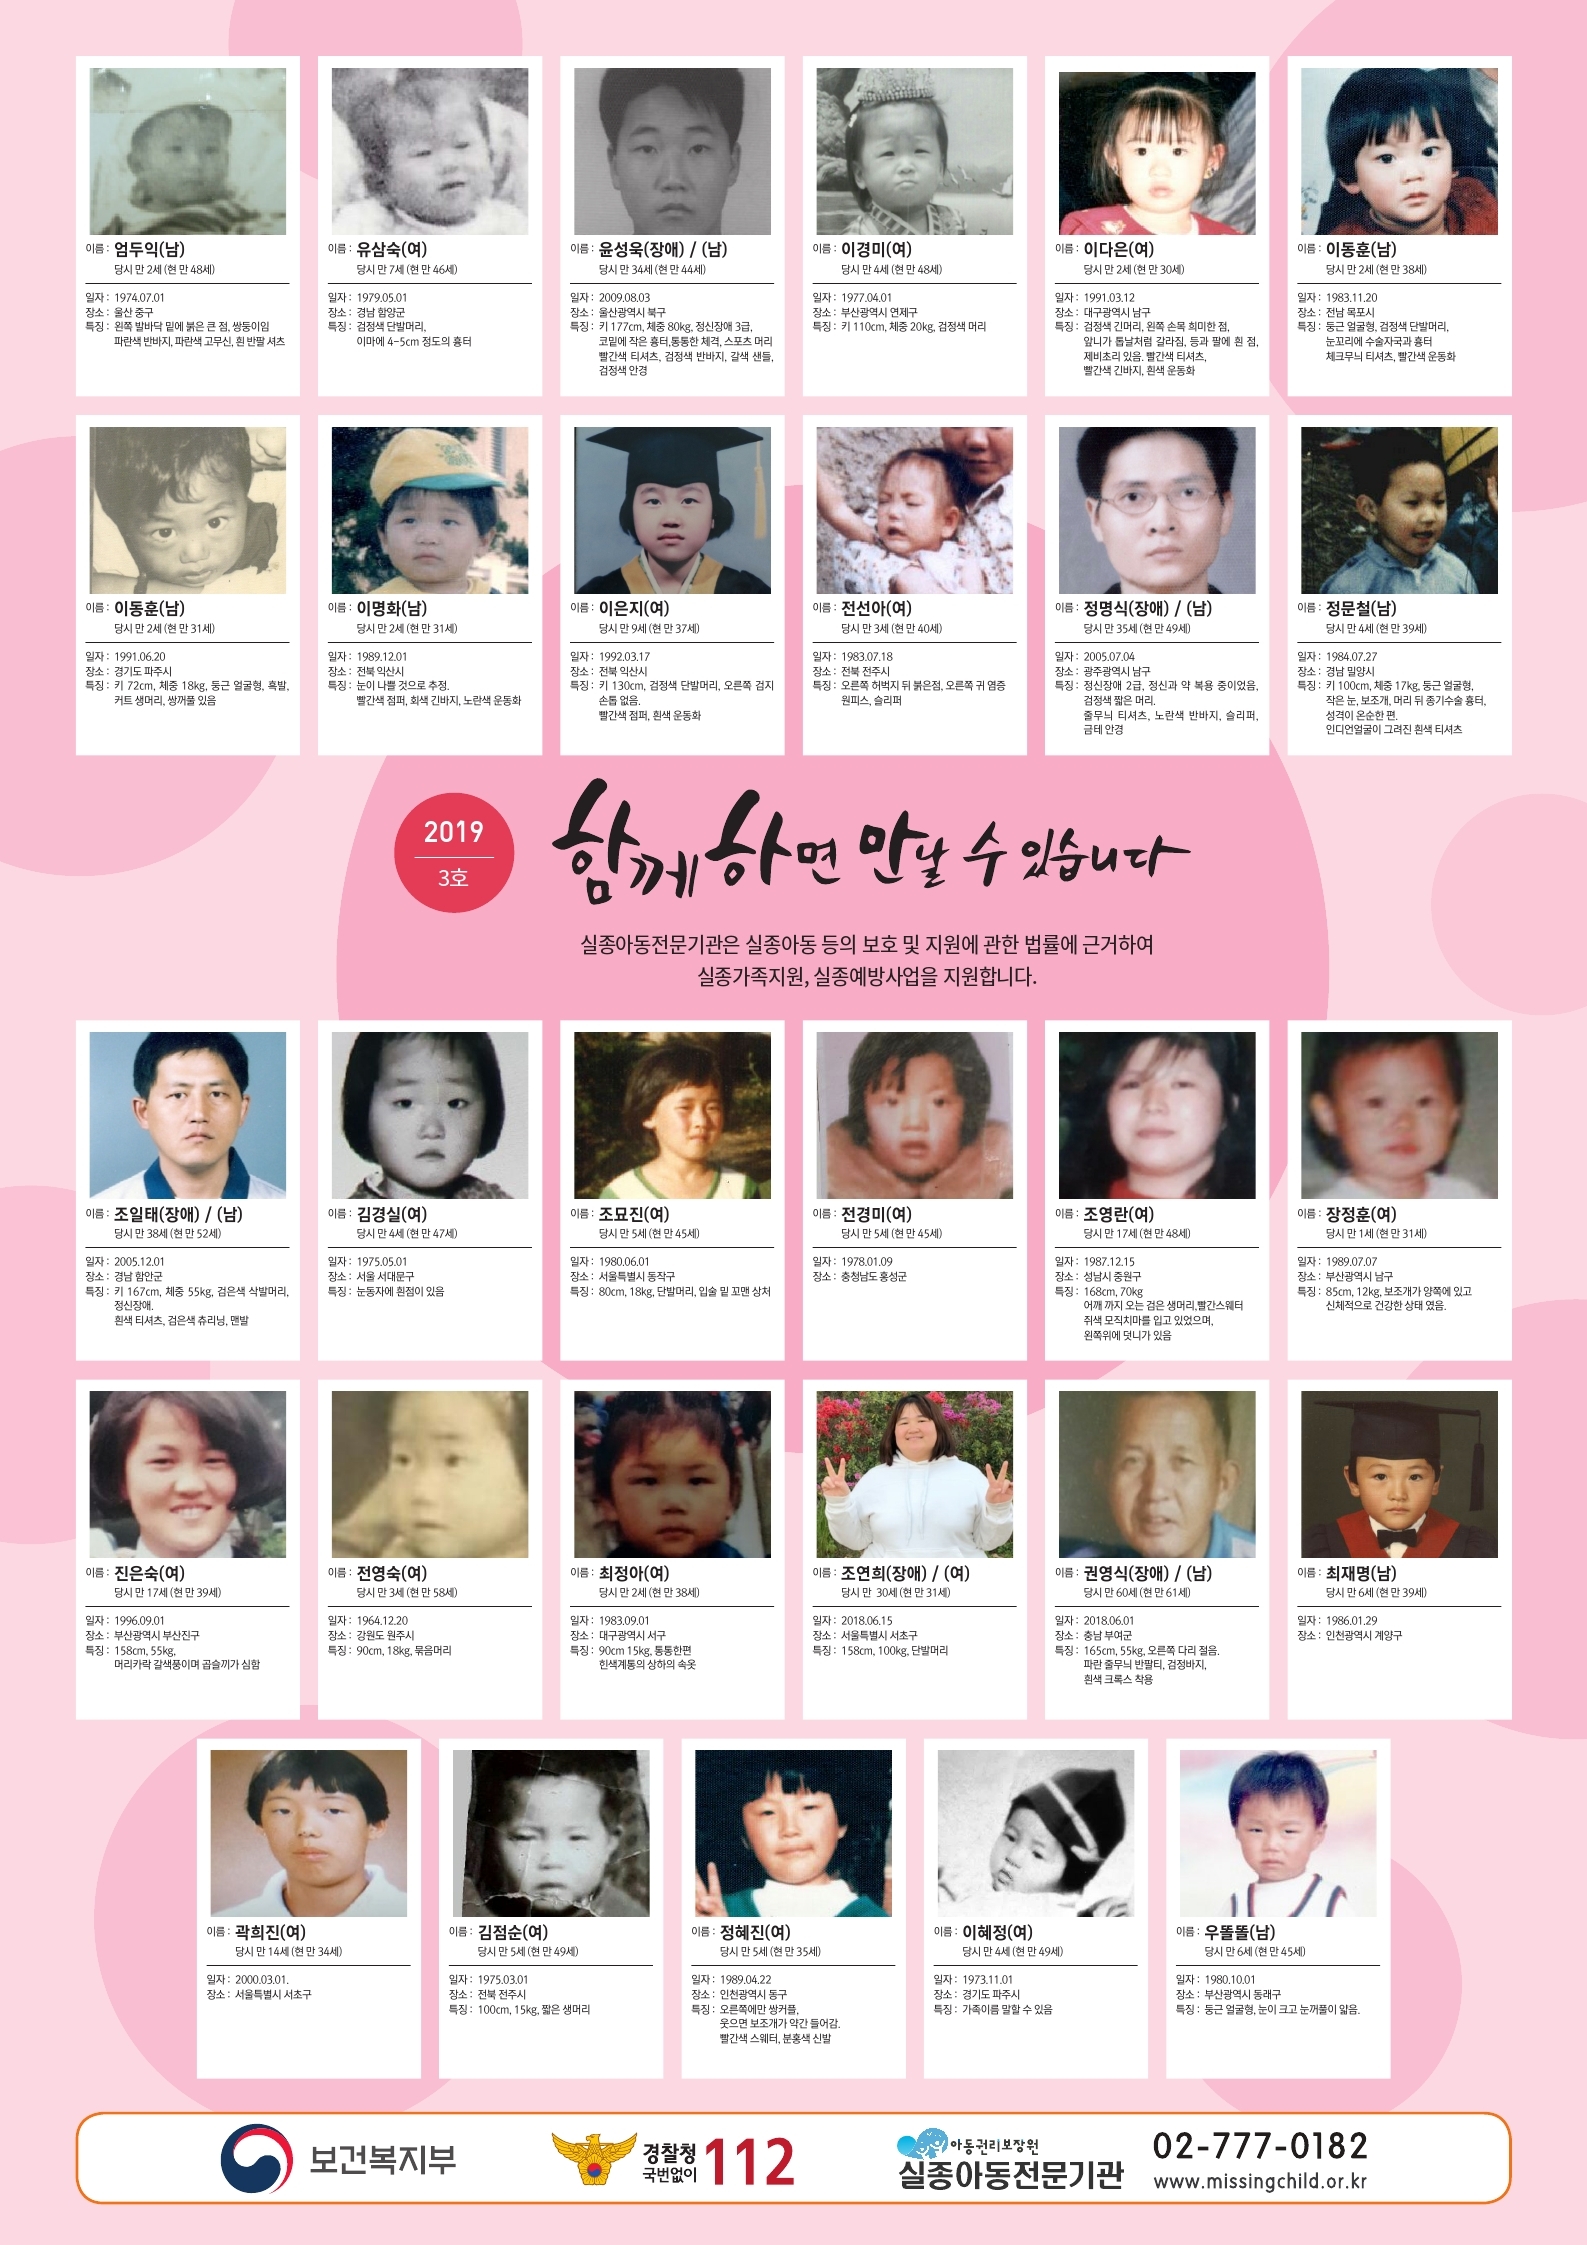 이름 : 엄두익(남)
당시 만 2세 (현 만 48세)
일자 : 1974.07.01
장소 : 울산 중구
특징 : 왼쪽 발바닥 밑에 붉은 큰 점, 쌍둥이임
파란색 반바지, 파란색 고무신, 흰 반팔 셔츠
이름 : 유삼숙(여)
당시 만 7세 (현 만 46세)
일자 : 1979.05.01
장소 : 경남 함양군
특징 : 검정색 단발머리,
이마에 4-5cm 정도의 흉터
이름 : 윤성욱(장애) / (남)
당시 만 34세 (현 만 44세)
일자 : 2009.08.03
장소 : 울산광역시 북구
특징 : 키 177cm, 체중 80kg, 정신장애 3급,
코밑에 작은 흉터,통통한 체격, 스포츠 머리
빨간색 티셔츠, 검정색 반바지, 갈색 샌들,
검정색 안경
이름 : 이경미(여)
당시 만 4세 (현 만 48세)
일자 : 1977.04.01
장소 : 부산광역시 연제구
특징 : 키 110cm, 체중 20kg, 검정색 머리
이름 : 이다은(여)
당시 만 2세 (현 만 30세)
일자 : 1991.03.12
장소 : 대구광역시 남구
특징 : 검정색 긴머리, 왼쪽 손목 희미한 점,
앞니가 톱날처럼 갈라짐, 등과 팔에 흰 점,
제비초리 있음. 빨간색 티셔츠,
빨간색 긴바지, 흰색 운동화
이름 : 이동훈(남)
당시 만 2세 (현 만 38세)
일자 : 1983.11.20
장소 : 전남 목포시
특징 : 둥근 얼굴형, 검정색 단발머리,
눈꼬리에 수술자국과 흉터
체크무늬 티셔츠, 빨간색 운동화
이름 : 이동훈(남)
당시 만 2세 (현 만 31세)
일자 : 1991.06.20
장소 : 경기도 파주시
특징 : 키 72cm, 체중 18kg, 둥근 얼굴형, 흑발,
커트 생머리, 쌍꺼풀 있음
이름 : 이명화(남)
당시 만 2세 (현 만 31세)
일자 : 1989.12.01
장소 : 전북 익산시
특징 : 눈이 나쁠 것으로 추정.
빨간색 점퍼, 회색 긴바지, 노란색 운동화
이름 : 이은지(여)
당시 만 9세 (현 만 37세)
일자 : 1992.03.17
장소 : 전북 익산시
특징 : 키 130cm, 검정색 단발머리, 오른쪽 검지
손톱 없음.
빨간색 점퍼, 흰색 운동화
이름 : 전선아(여)
당시 만 3세 (현 만 40세)
일자 : 1983.07.18
장소 : 전북 전주시
특징 : 오른쪽 허벅지 뒤 붉은점, 오른쪽 귀 염증
원피스, 슬리퍼
이름 : 정명식(장애) / (남)
당시 만 35세 (현 만 49세)
일자 : 2005.07.04
장소 : 광주광역시 남구
특징 : 정신장애 2급, 정신과 약 복용 중이었음,
검정색 짧은 머리.
줄무늬 티셔츠, 노란색 반바지, 슬리퍼,
금테 안경
이름 : 정문철(남)
당시 만 4세 (현 만 39세)
일자 : 1984.07.27
장소 : 경남 밀양시
특징 : 키 100cm, 체중 17kg, 둥근 얼굴형,
작은 눈, 보조개, 머리 뒤 종기수술 흉터,
성격이 온순한 편.
인디언얼굴이 그려진 흰색 티셔츠
2019
3호
함께 하면 만날 수 있습니다
실종아동전문기관은 실종아동 등의 보호 및 지원에 관한 법률에 근거하여
실종가족지원, 실종예방사업을 지원합니다.
이름 : 조일태(장애) / (남)
당시 만 38세 (현 만 52세)
일자 : 2005.12.01
장소 : 경남 함안군
특징 : 키 167cm, 체중 55kg, 검은색 삭발머리,
정신장애.
흰색 티셔츠, 검은색 츄리닝, 맨발
이름 : 김경실(여)
당시 만 4세 (현 만 47세)
일자 : 1975.05.01
장소 : 서울 서대문구
특징 : 눈동자에 흰점이 있음
이름 : 조묘진(여)
당시 만 5세 (현 만 45세)
일자 : 1980.06.01
장소 : 서울특별시 동작구
특징 : 80cm, 18kg, 단발머리, 입술 밑 꼬맨 상처
이름 : 전경미(여)
당시 만 5세 (현 만 45세)
일자 : 1978.01.09
장소 : 충청남도 홍성군
이름 : 조영란(여)
당시 만 17세 (현 만 48세)
일자 : 1987.12.15
장소 : 성남시 중원구
특징 : 168cm, 70kg
어깨 까지 오는 검은 생머리,빨간스웨터
쥐색 모직치마를 입고 있었으며,
왼쪽위에 덧니가 있음
이름 : 장정훈(여)
당시 만 1세 (현 만 31세)
일자 : 1989.07.07
장소 : 부산광역시 남구
특징 : 85cm, 12kg, 보조개가 양쪽에 있고
신체적으로 건강한 상태 였음.
이름 : 진은숙(여)
당시 만 17세 (현 만 39세)
일자 : 1996.09.01
장소 : 부산광역시 부산진구
특징 : 158cm, 55kg,
머리카락 갈색풍이며 곱슬끼가 심함
이름 : 전영숙(여)
당시 만 3세 (현 만 58세)
일자 : 1964.12.20
장소 : 강원도 원주시
특징 : 90cm, 18kg, 묶음머리
이름 : 최정아(여)
당시 만 2세 (현 만 38세)
일자 : 1983.09.01
장소 : 대구광역시 서구
특징 : 90cm 15kg, 통통한편
힌색계통의 상하의 속옷
이름 : 조연희(장애) / (여)
당시 만 30세 (현 만 31세)
일자 : 2018.06.15
장소 : 서울특별시 서초구
특징 : 158cm, 100kg, 단발머리
이름 : 권영식(장애) / (남)
당시 만 60세 (현 만 61세)
일자 : 2018.06.01
장소 : 충남 부여군
특징 : 165cm, 55kg, 오른쪽 다리 절음.
파란 줄무늬 반팔티, 검정바지,
흰색 크록스 착용
이름 : 최재명(남)
당시 만 6세 (현 만 39세)
일자 : 1986.01.29
장소 : 인천광역시 계양구
이름 : 곽희진(여)
당시 만 14세 (현 만 34세)
일자 : 2000.03.01.
장소 : 서울특별시 서초구
이름 : 김점순(여)
당시 만 5세 (현 만 49세)
일자 : 1975.03.01
장소 : 전북 전주시
특징 : 100cm, 15kg, 짧은 생머리
이름 : 정혜진(여)
당시 만 5세 (현 만 35세)
일자 : 1989.04.22
장소 : 인천광역시 동구
특징 : 오른쪽에만 쌍커플,
웃으면 보조개가 약간 들어감.
빨간색 스웨터, 분홍색 신발
이름 : 이혜정(여)
당시 만 4세 (현 만 49세)
일자 : 1973.11.01
장소 : 경기도 파주시
특징 : 가족이름 말할 수 있음
이름 : 우똘똘(남)
당시 만 6세 (현 만 45세)
일자 : 1980.10.01
장소 : 부산광역시 동래구
특징 : 둥근 얼굴형, 눈이 크고 눈꺼풀이 얇음.
보건복지부
경찰청
국번없이 112
아동권리보장원
실종아동전문기관
02-777-0182
www.missingchild.or.kr